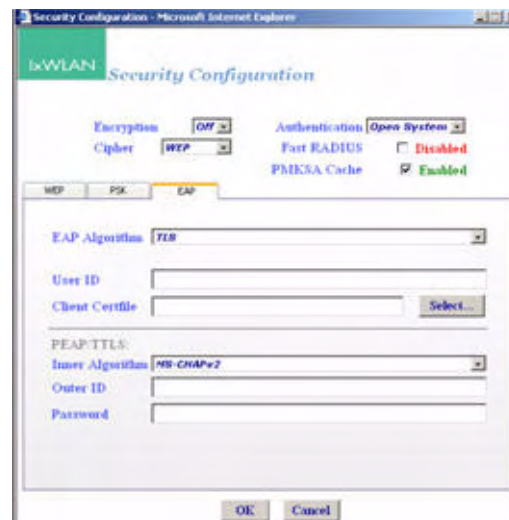 Security Configuration - Microsoft Internet Explorer
IxWLAN
Security Configuration
Encryption Off Authentication Open System
Cipher WEP Fast RADIUS Disabled
PMKSA Cache Enabled
WEP PSK EAP
EAP Algorithm TLS
User ID
Client Certfile Select...
PEAP/TTLS:
Inner Algorithm MS-CHAPv2
Outer ID
Password
OK Cancel